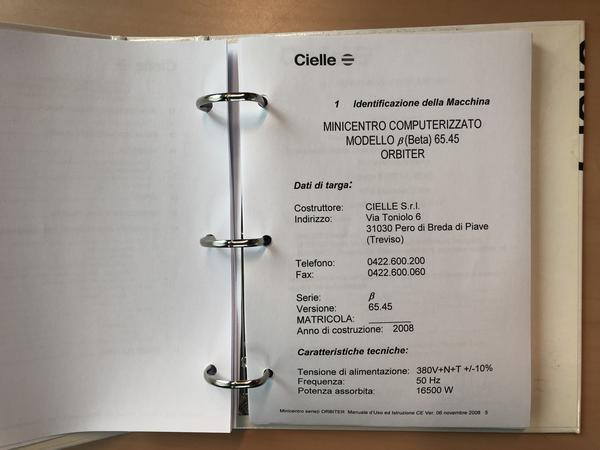 Cielle
1 Identificazione della Macchina
MINICENTRO COMPUTERIZZATO
MODELLO β (Beta) 65.45
ORBITER
Dati di targa:
Costruttore: CIELLE S.r.l.
Indirizzo: Via Toniolo 6
31030 Pero di Breda di Piave
(Treviso)
Telefono: 0422.600.200
Fax: 0422.600.060
Serie: β
Versione: 65.45
MATRICOLA: ________
Anno di costruzione: 2008
Caratteristiche tecniche:
Tensione di alimentazione: 380V+N+T +/-10%
Frequenza: 50 Hz
Potenza assorbita: 16500 W
Minicentro serieβ ORBITER Manuale d'Uso ed Istruzione CE Ver. 06 novembre 2008 5